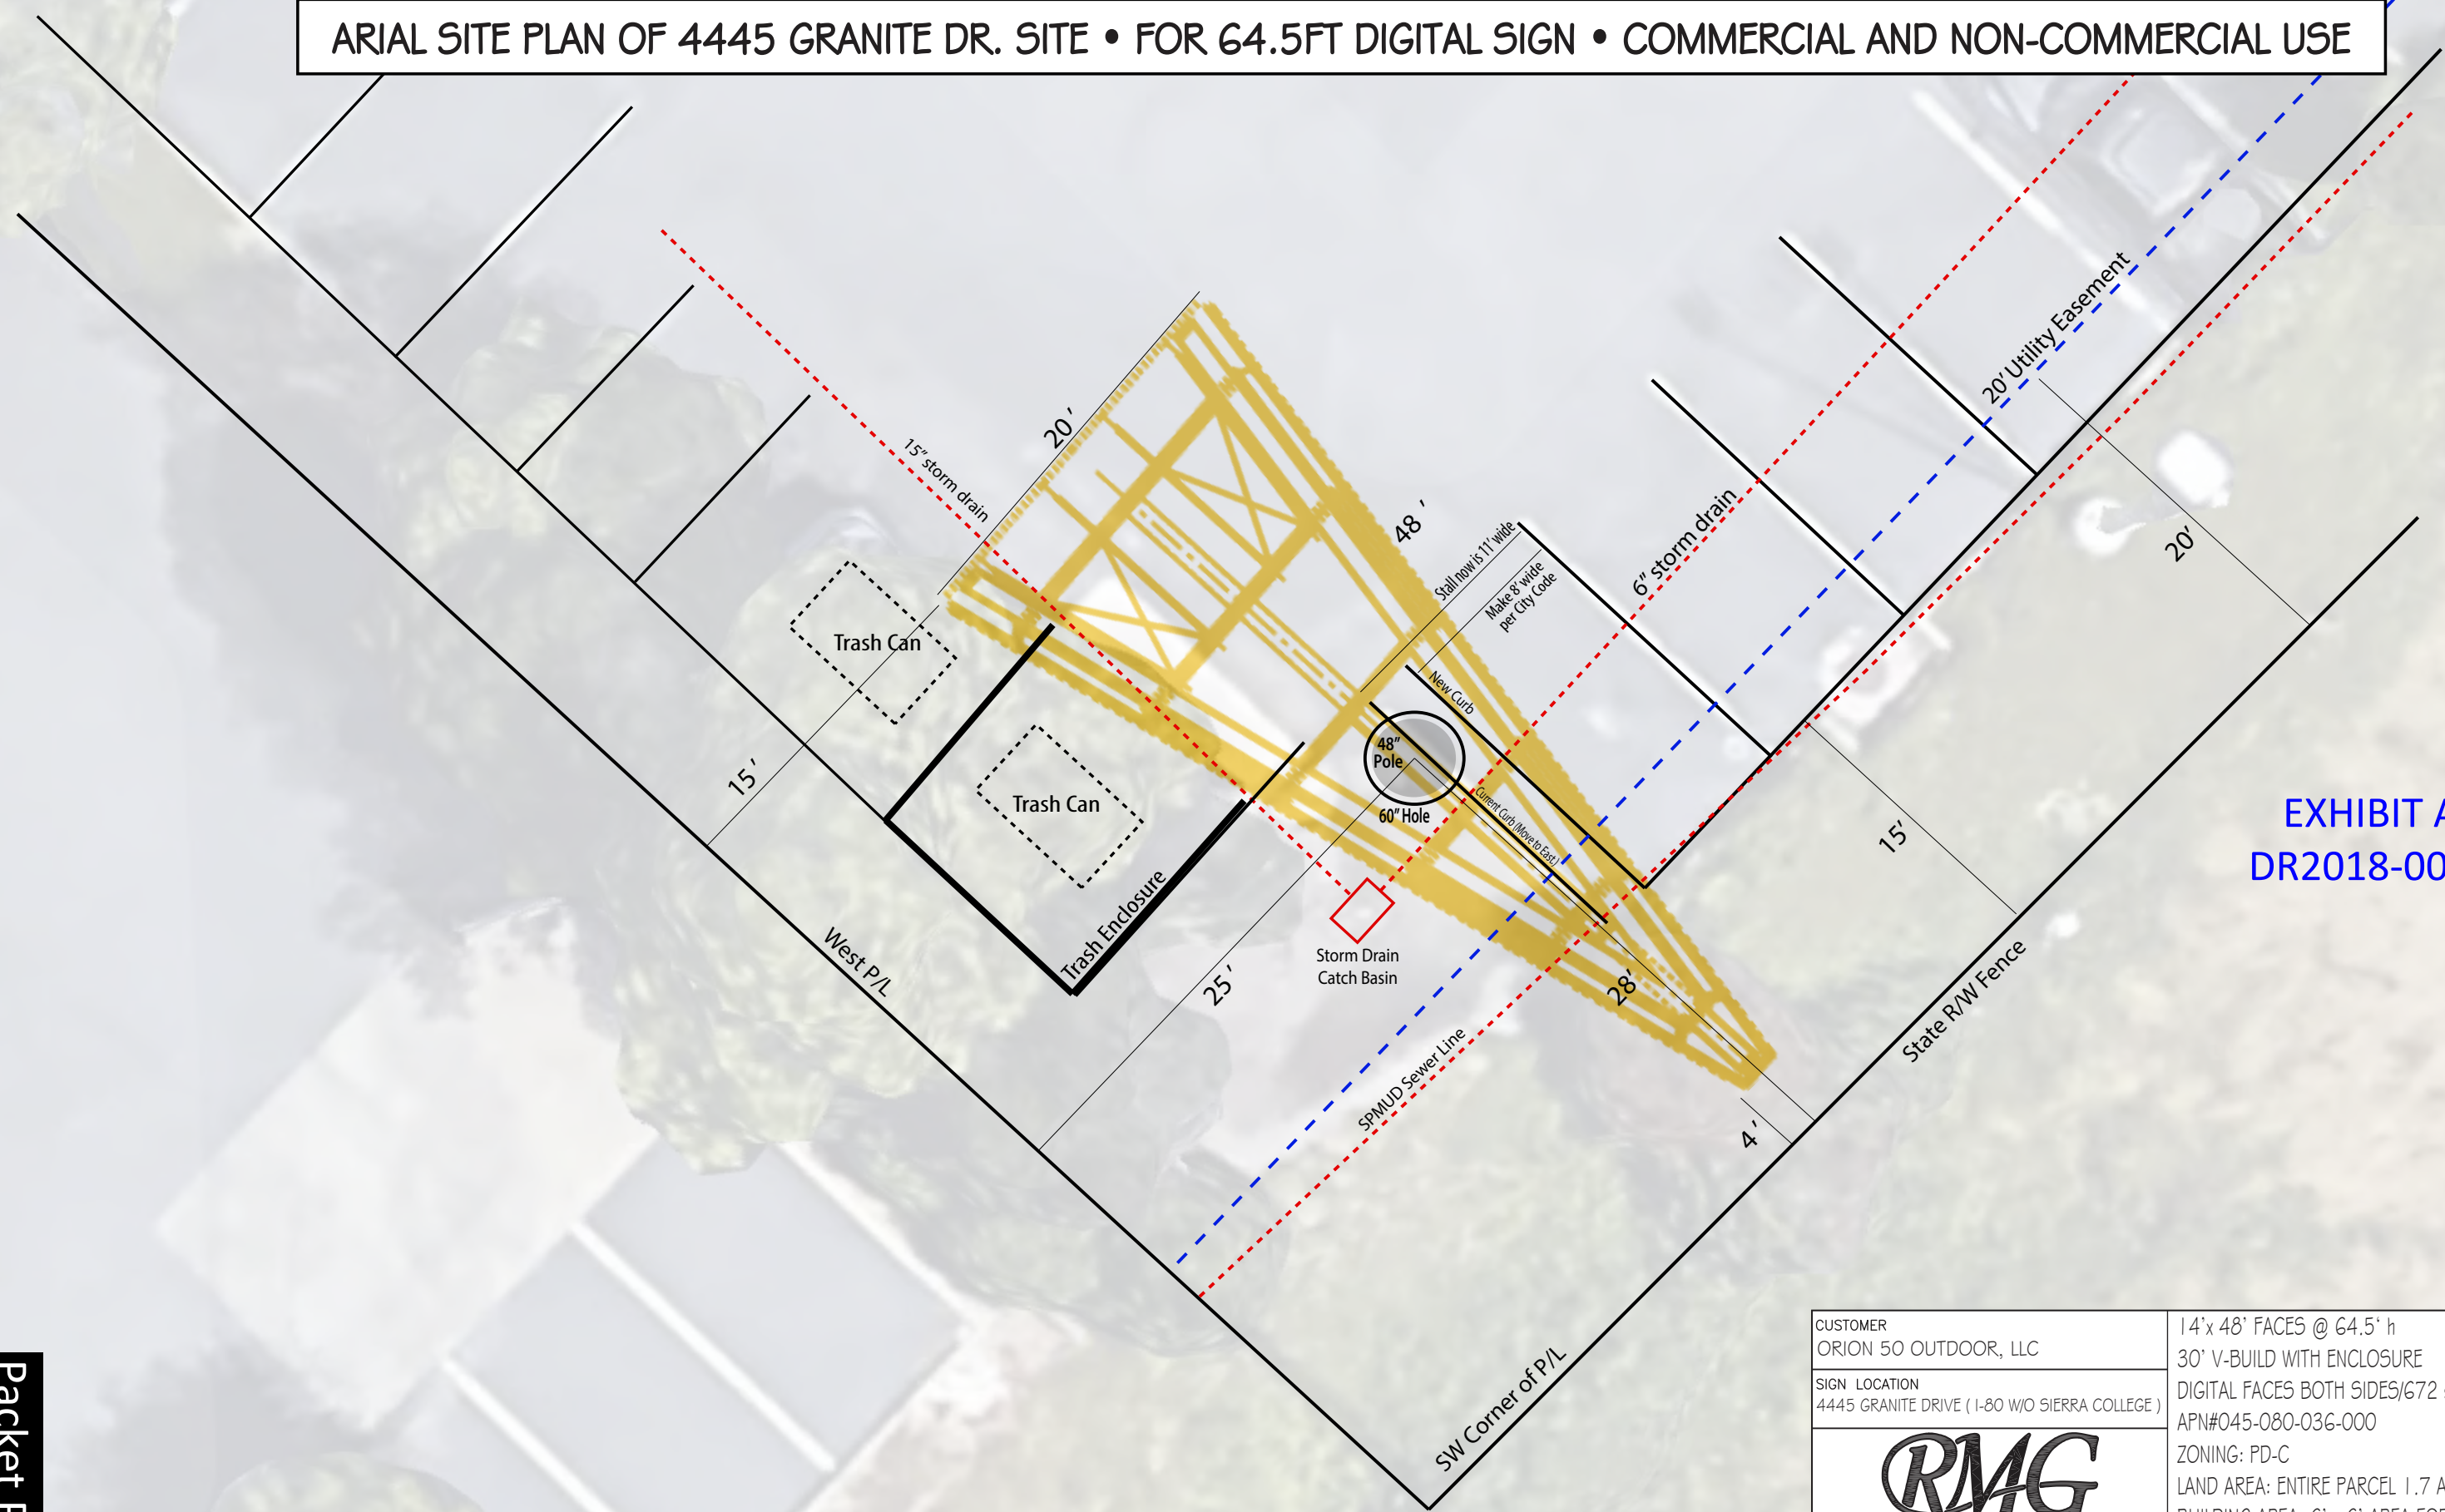 ARIAL SITE PLAN OF 4445 GRANITE DR. SITE • FOR 64.5FT DIGITAL SIGN • COMMERCIAL AND NON-COMMERCIAL USE
20' Utility Easement
20'
15" storm drain
48 '
Stall now is 11' wide
Make 8' wide
per City Code
6" storm drain
20'
Trash Can
New Curb
48"
Pole
60" Hole
Current Curb (Move to East)
15 '
Trash Can
15'
EXHIBIT A
DR2018-00
Trash Enclosure
West P/L
25 '
Storm Drain
Catch Basin
28'
State R/W Fence
SPMUD Sewer Line
4 '
SW Corner of P/L
CUSTOMER
ORION 50 OUTDOOR, LLC
SIGN LOCATION
4445 GRANITE DRIVE ( I-80 W/O SIERRA COLLEGE )
RMG
14'x 48' FACES @ 64.5' h
30' V-BUILD WITH ENCLOSURE
DIGITAL FACES BOTH SIDES/672
APN#045-080-036-000
ZONING: PD-C
LAND AREA: ENTIRE PARCEL 1.7 A
Packet